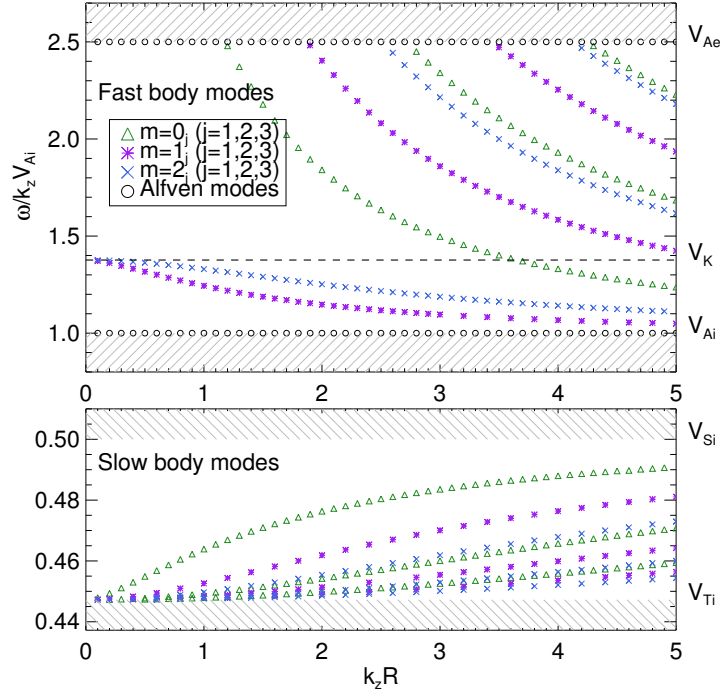 2.5
2.0
1.5
1.0
ω/k_z V_Ai
Fast body modes
m=0_j (j=1,2,3)
m=1_j (j=1,2,3)
m=2_j (j=1,2,3)
Alfven modes
V_Ae
V_K
V_Ai
0 1 2 3 4 5
0.50
0.48
0.46
0.44
Slow body modes
V_Si
V_Ti
0 1 2 3 4 5
k_z R